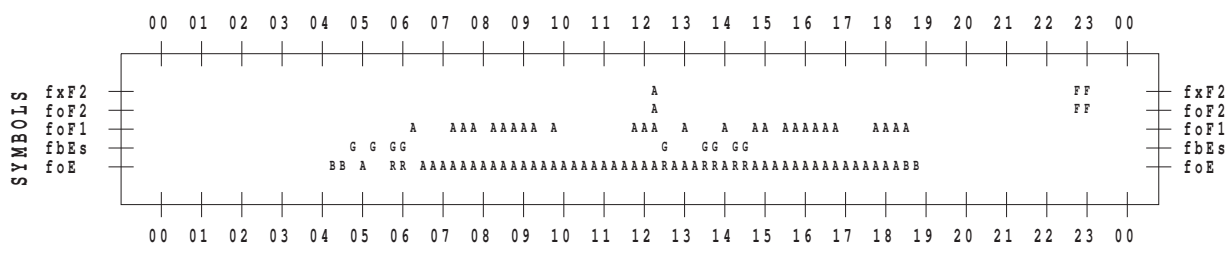 00 01 02 03 04 05 06 07 08 09 10 11 12 13 14 15 16 17 18 19 20 21 22 23 00
SYMBOLS
fxF2 A FF fxF2
foF2 A FF foF2
foF1 A AAA AAAAA A AAA A A AA AAAAAA AAAA foF1
fbEs G G GG G GG GG fbEs
foE BB A RR AAAAAAAAAAAAAAAAAAAAAAAARAAARRARRAAAAAAAAAAAAAAABB foE
00 01 02 03 04 05 06 07 08 09 10 11 12 13 14 15 16 17 18 19 20 21 22 23 00